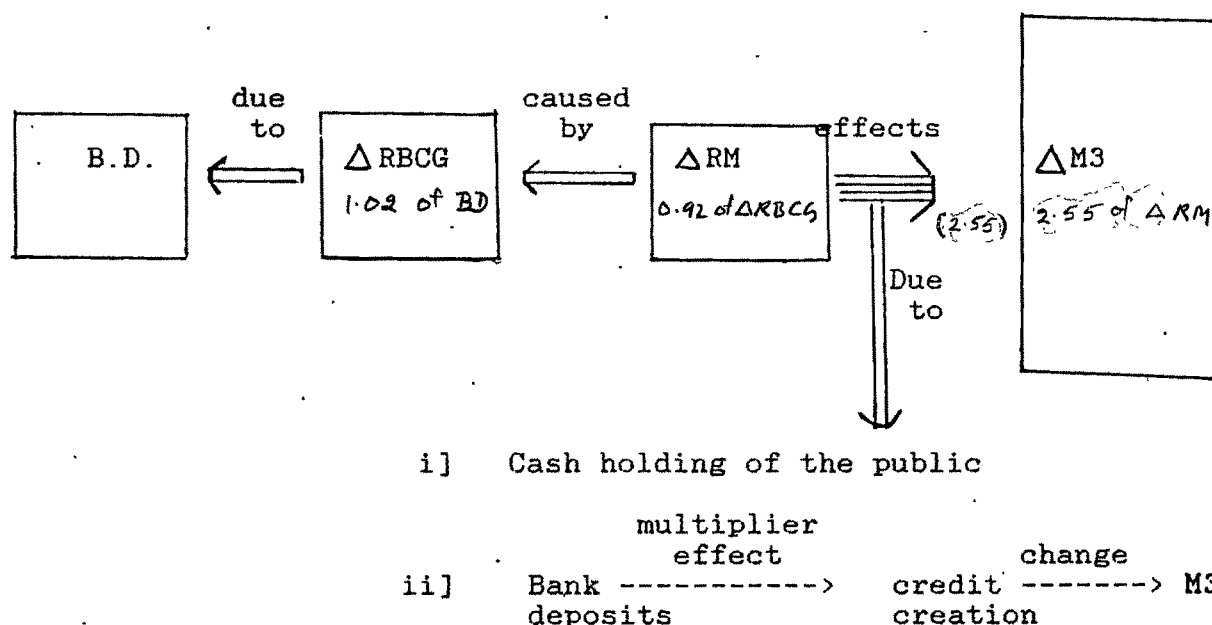 due to
caused by
effects
B.D.
△ RBCG
1.02 of BD
△ RM
0.92 of △RBCG
(2.55)
△ M3
2.55 of △ RM
Due to
i] Cash holding of the public
multiplier effect
change
ii] Bank -----------> credit -------> M3
deposits creation